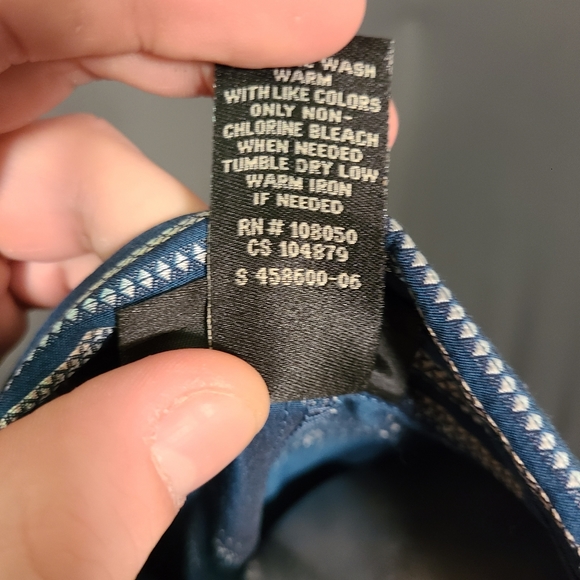 WASH
WARM
WITH LIKE COLORS
ONLY NON-
CHLORINE BLEACH
WHEN NEEDED
TUMBLE DRY LOW
WARM IRON
IF NEEDED
RN# 108050
CS 104879
S 458600-06